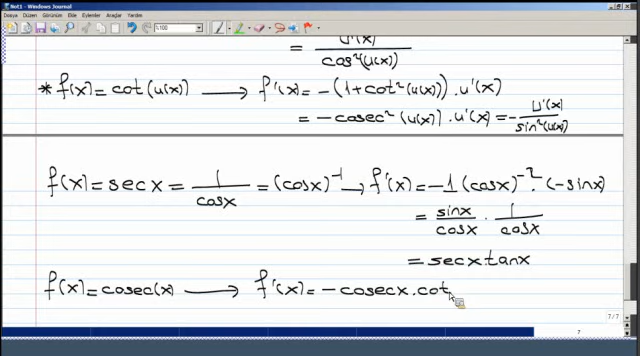 Not1 - Windows Journal
Dosya Düzen Görünüm Ekle Eylemler Araçlar Yardım
%100
= u'(x) / cos²(u(x))
* f(x) = cot(u(x)) ⟶ f'(x) = -(1+cot²(u(x)).u'(x)
= -cosec²(u(x)).u'(x) = - u'(x) / sin²(u(x))
f(x) = secx = 1 / cosx = (cosx)⁻¹ ⟶ f'(x) = -1(cosx)⁻².(-sinx)
= sinx / cosx . 1 / cosx
= secx.tanx
f(x) = cosec(x) ⟶ f'(x) = -cosecx.cot
7 / 7
7